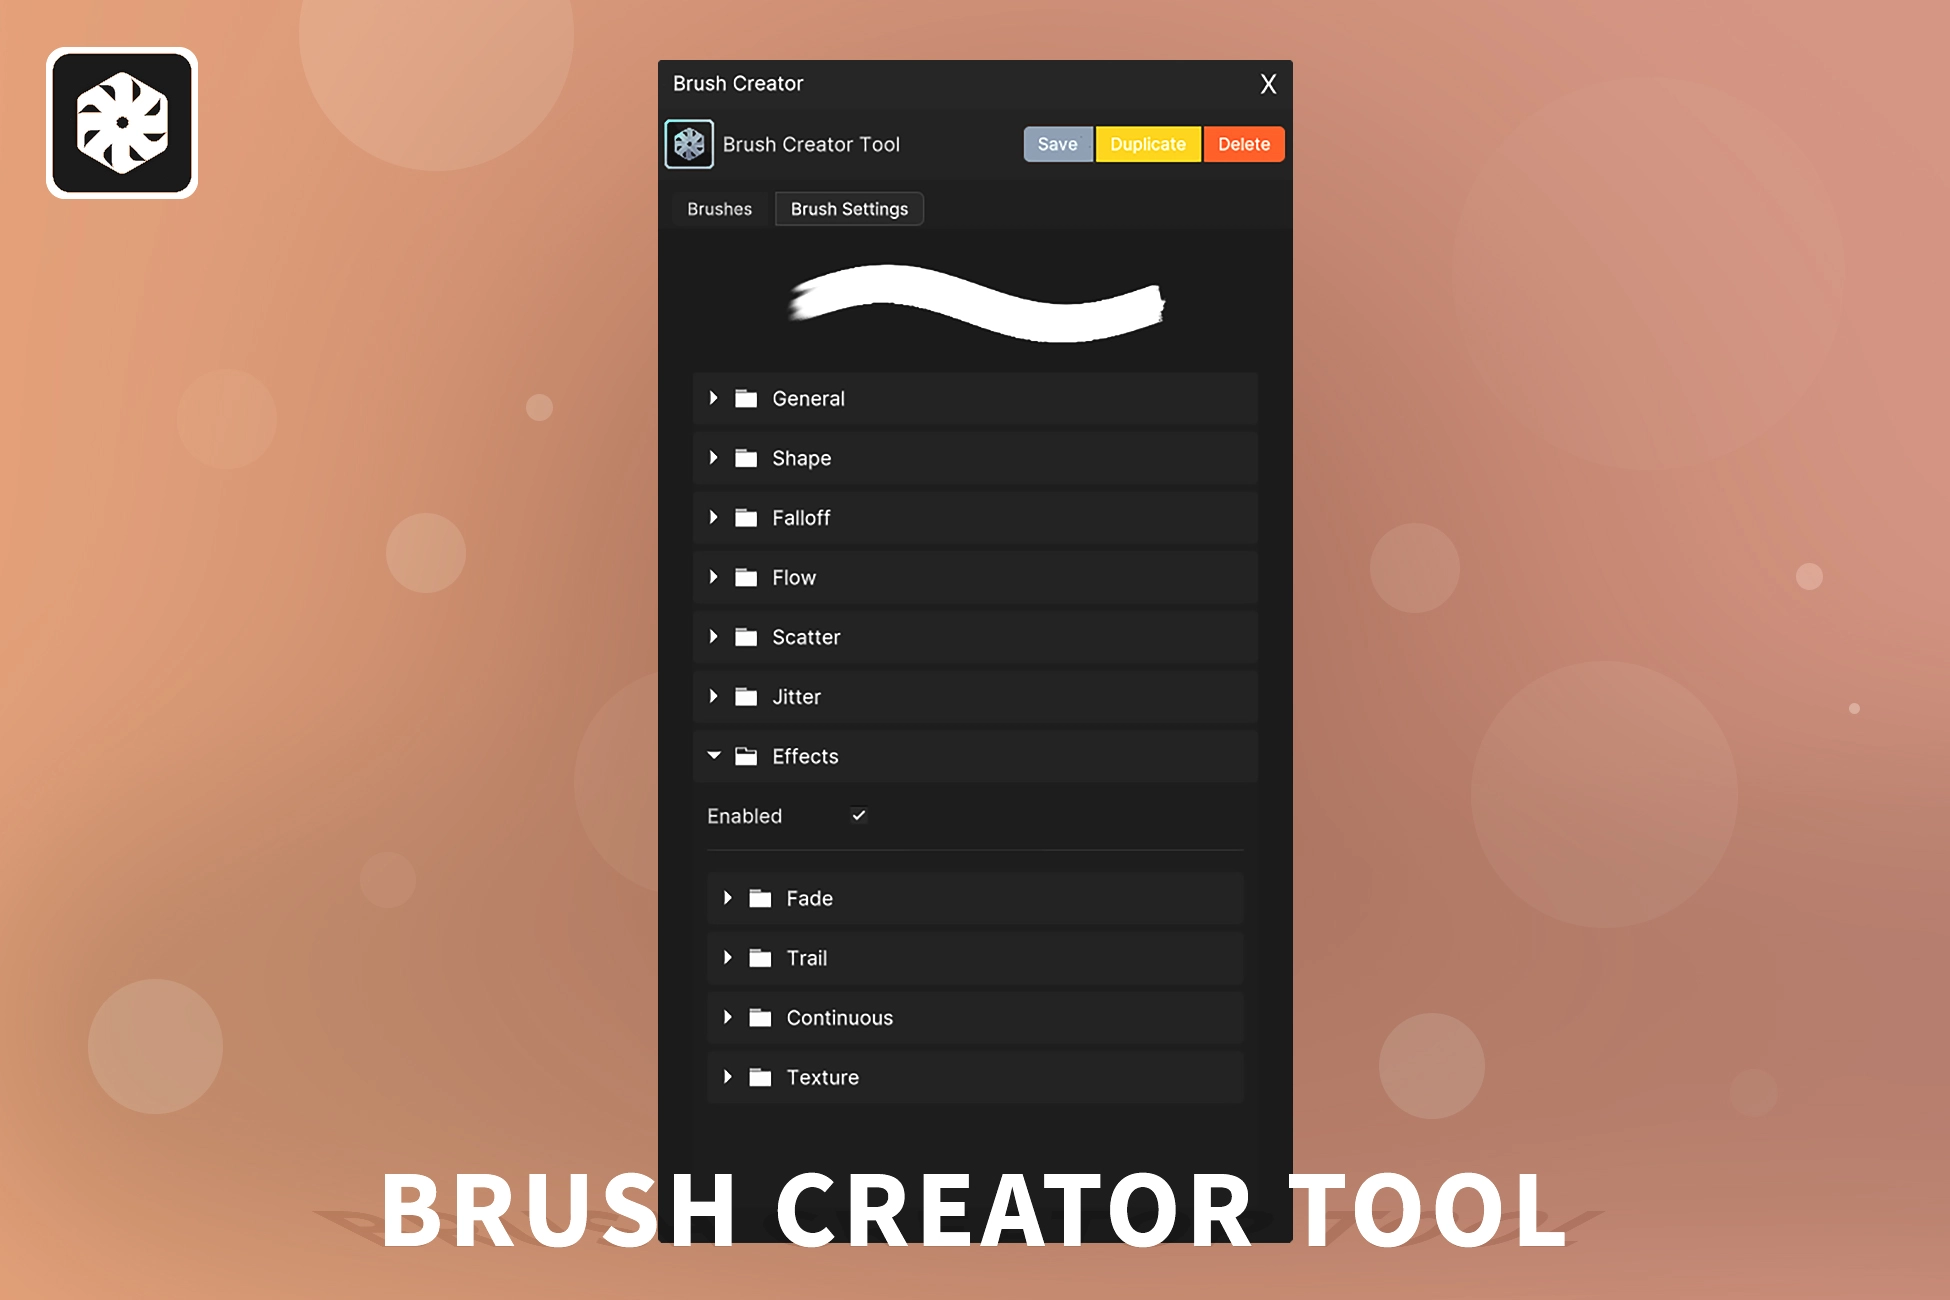 Brush Creator X
Brush Creator Tool Save Duplicate Delete
Brushes Brush Settings
General
Shape
Falloff
Flow
Scatter
Jitter
Effects
Enabled
Fade
Trail
Continuous
Texture
BRUSH CREATOR TOOL